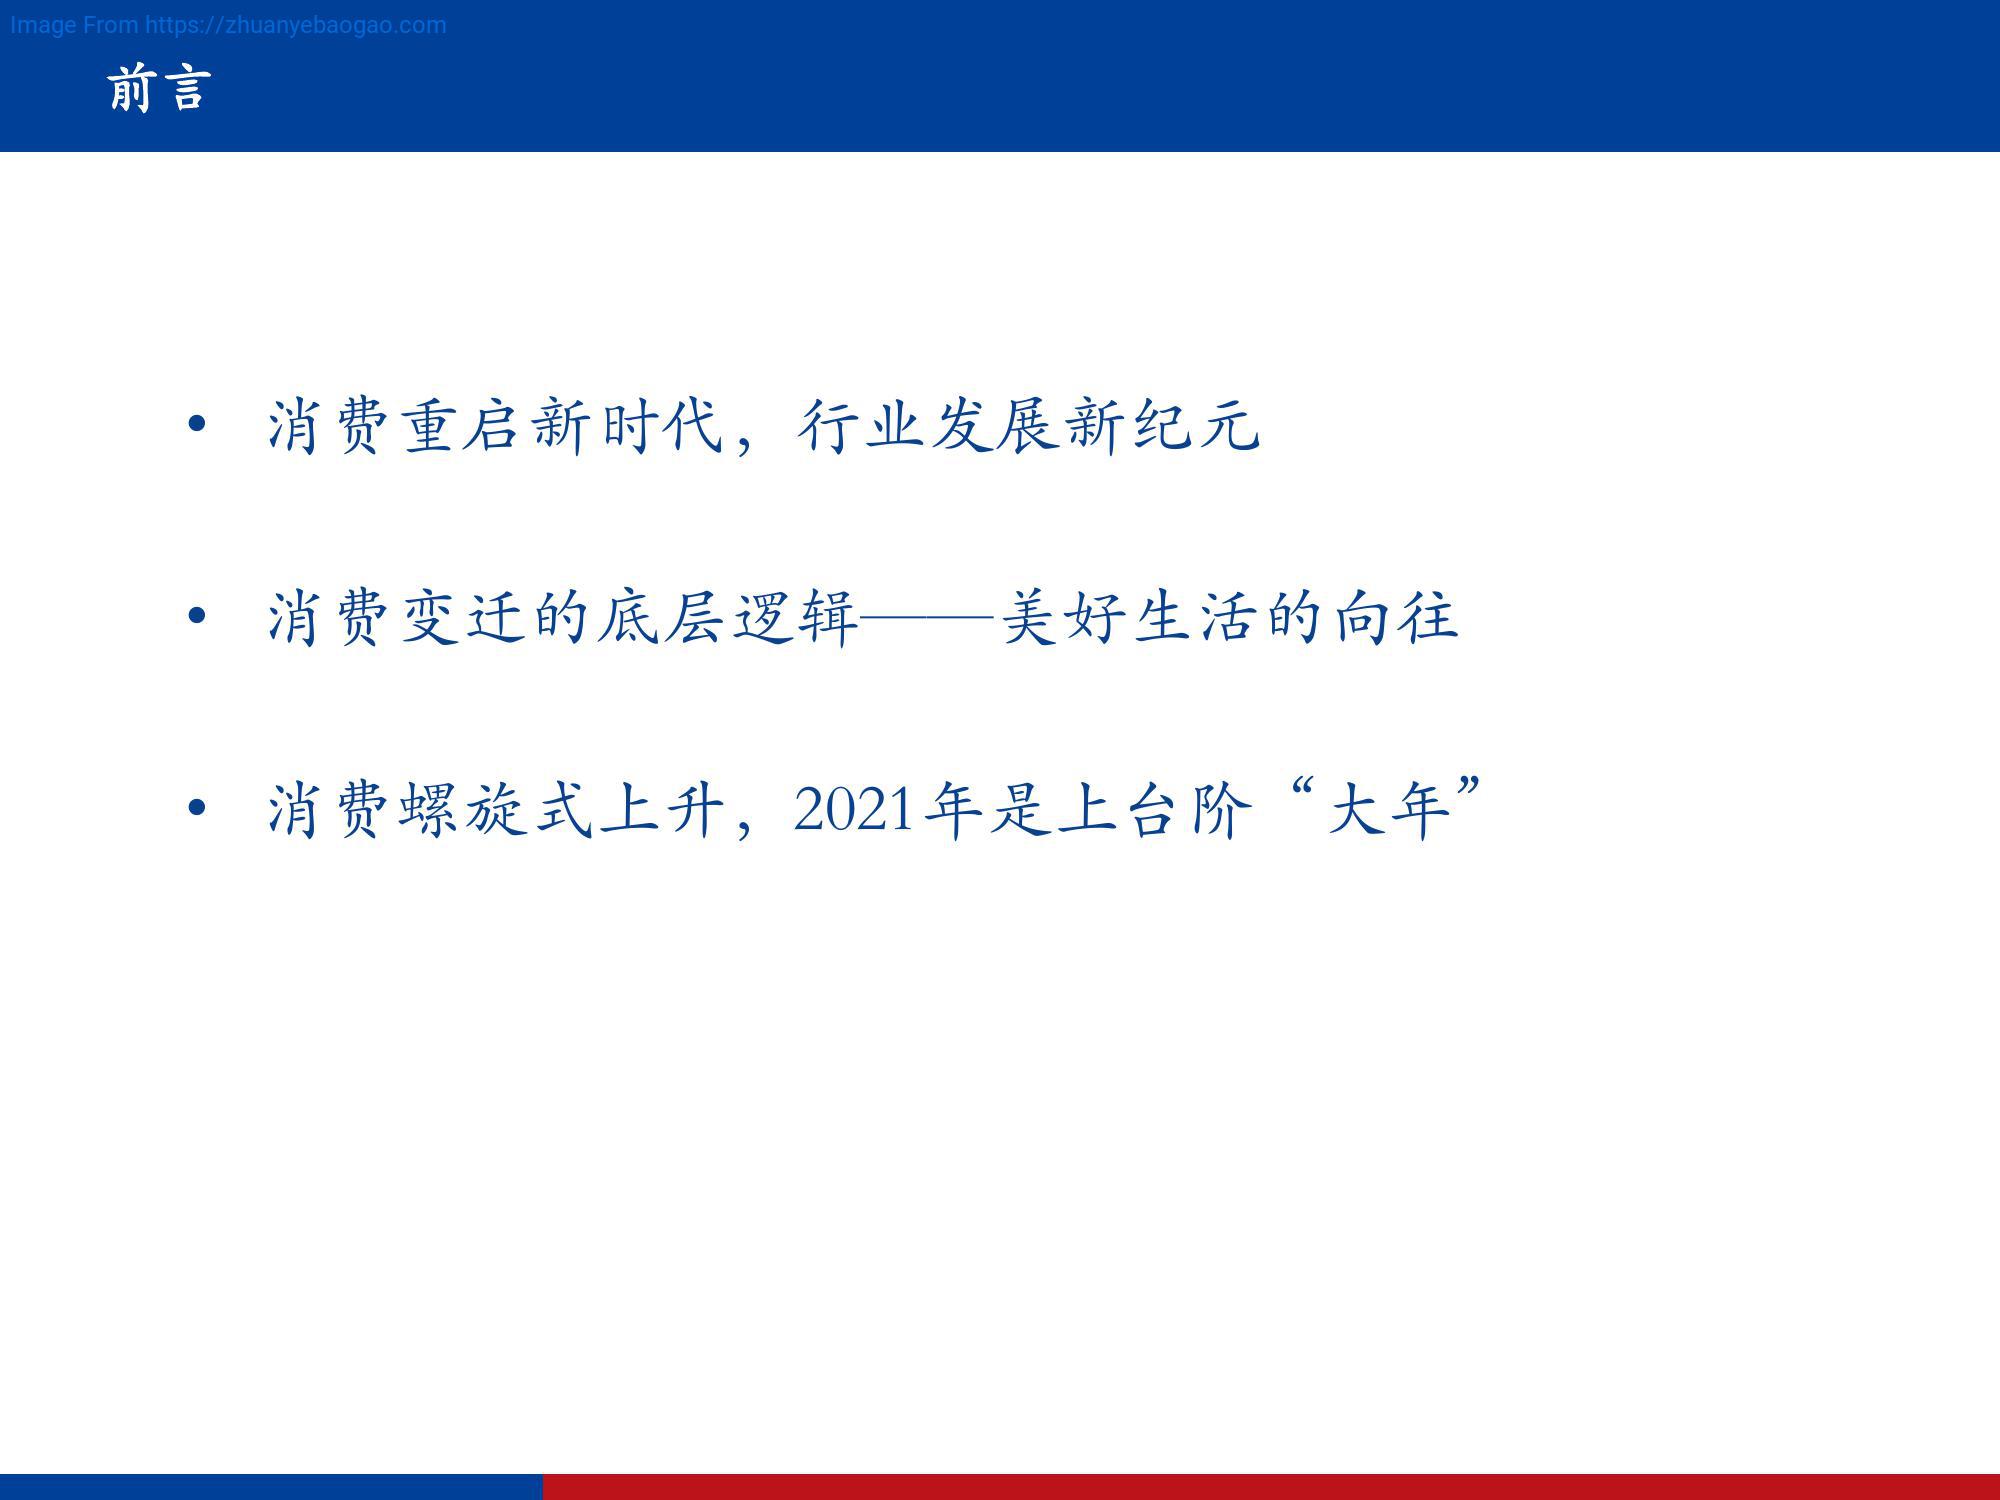 Image From https://zhuanyebaogao.com
前言
• 消费重启新时代，行业发展新纪元
• 消费变迁的底层逻辑——美好生活的向往
• 消费螺旋式上升，2021年是上台阶“大年”